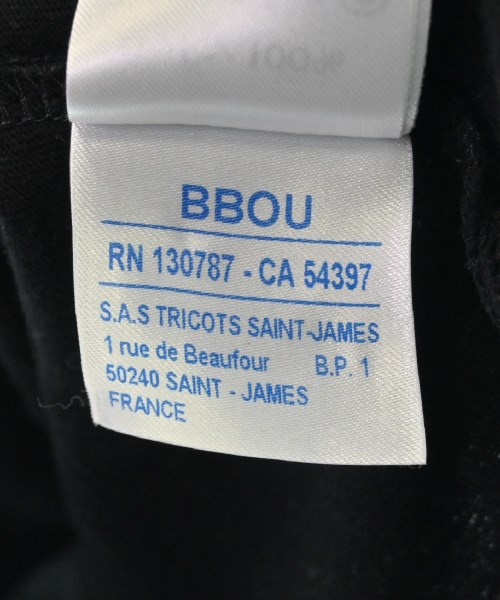 BBOU
RN 130787 - CA 54397
S.A.S TRICOTS SAINT-JAMES
1 rue de Beaufour B.P. 1
50240 SAINT - JAMES
FRANCE